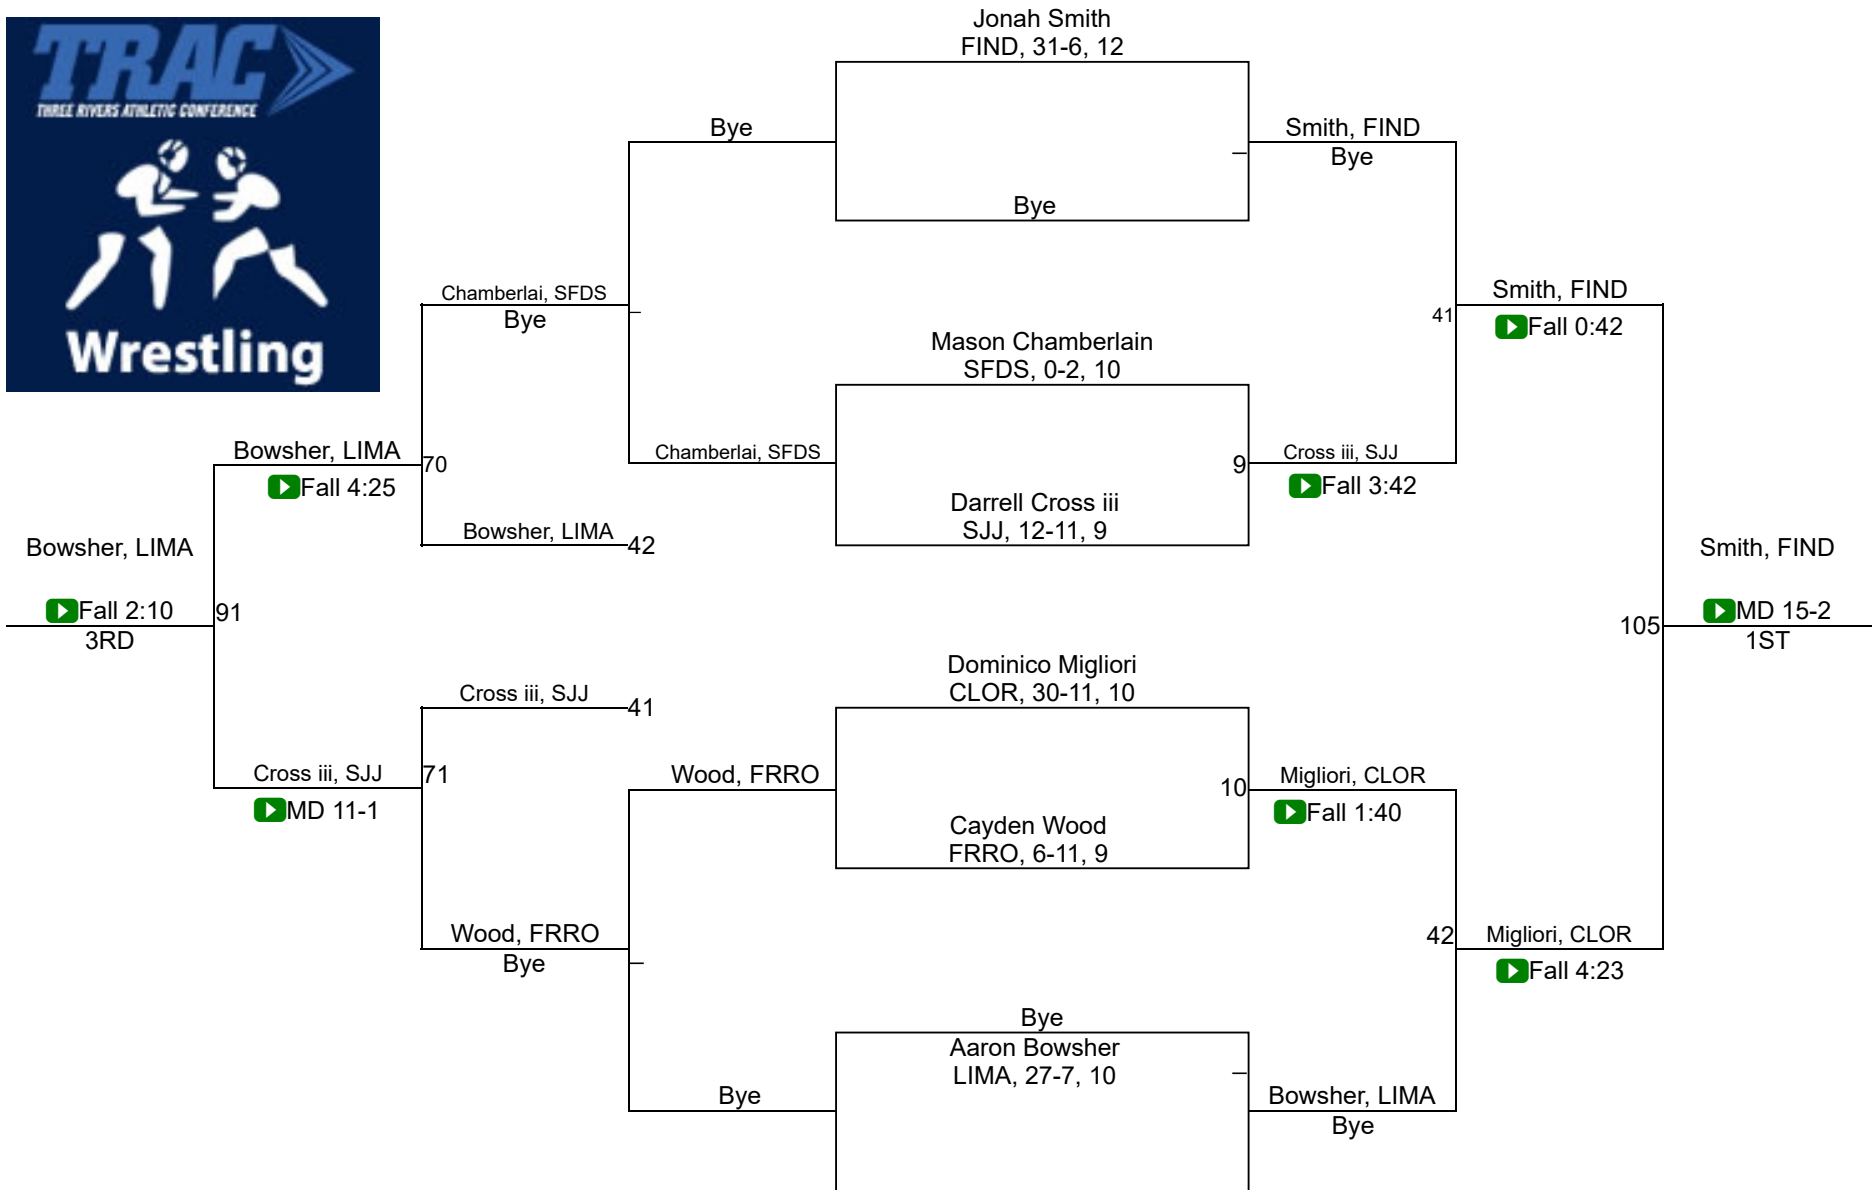 TRAC
THREE RIVERS ATHLETIC CONFERENCE
Wrestling
Jonah Smith
FIND, 31-6, 12
Bye
Smith, FIND
Bye
Bye
Chamberlai, SFDS
Bye
Smith, FIND
41
Fall 0:42
Mason Chamberlain
SFDS, 0-2, 10
Bowsher, LIMA
70
Chamberlai, SFDS
9
Cross iii, SJJ
Fall 4:25
Fall 3:42
Darrell Cross iii
SJJ, 12-11, 9
Bowsher, LIMA
42
Bowsher, LIMA
Smith, FIND
Fall 2:10
91
3RD
105
MD 15-2
1ST
Dominico Migliori
CLOR, 30-11, 10
Cross iii, SJJ
41
Cross iii, SJJ
71
Wood, FRRO
10
Migliori, CLOR
MD 11-1
Fall 1:40
Cayden Wood
FRRO, 6-11, 9
Wood, FRRO
Bye
42
Migliori, CLOR
Fall 4:23
Bye
Aaron Bowsher
LIMA, 27-7, 10
Bye
Bowsher, LIMA
Bye